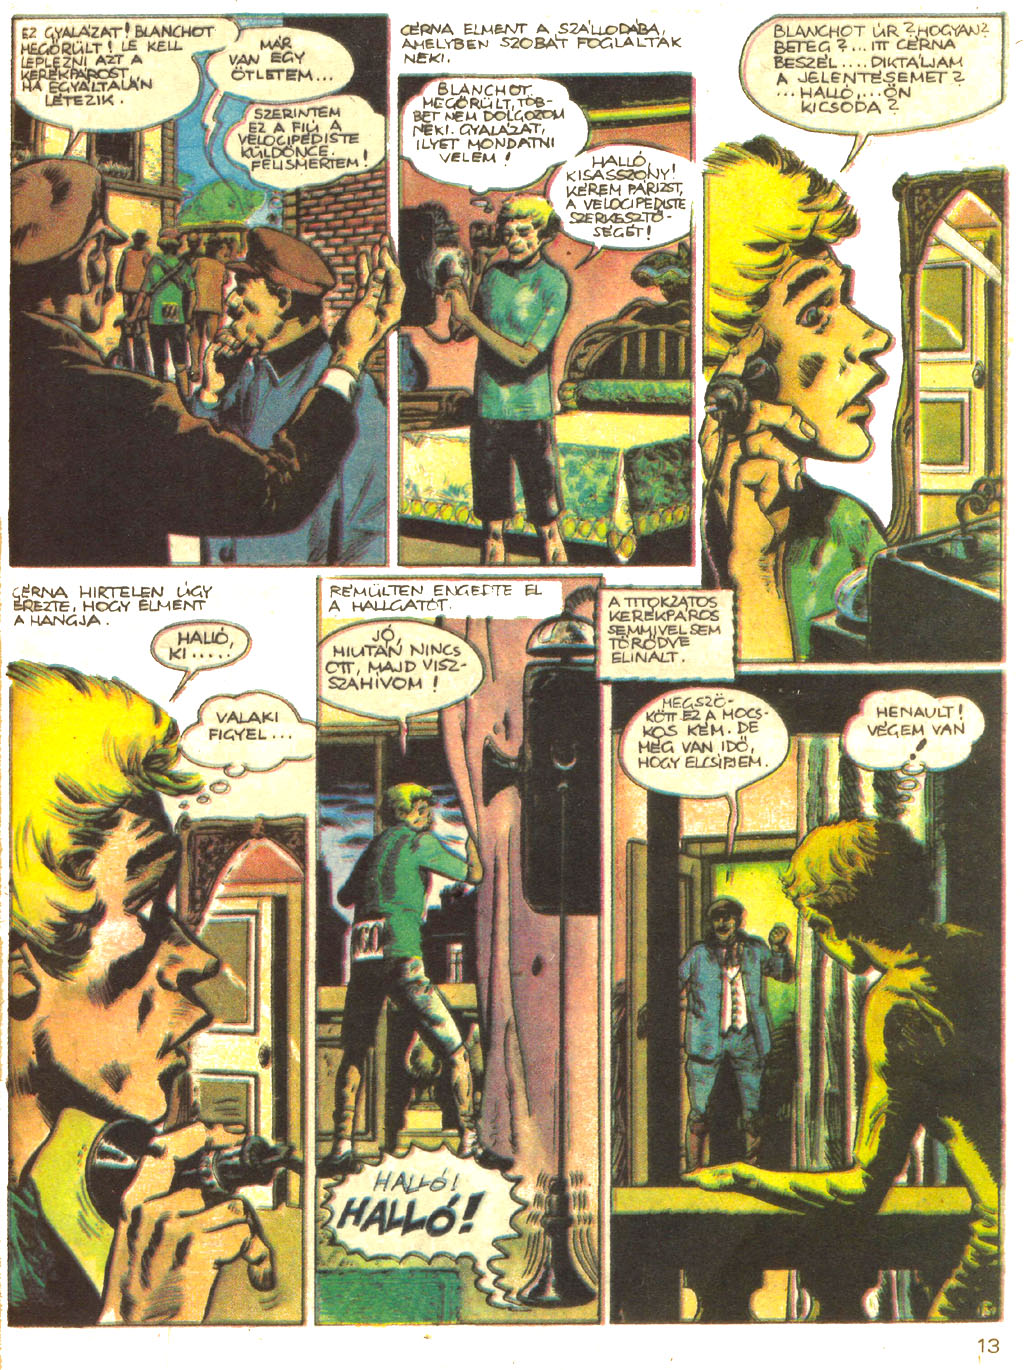 EZ GYALÁZAT! BLANCHOT
MEGŐRÜLT! LE KELL
LEPLEZNI AZT A
KERÉKPÁROST.
HA EGYÁLTALÁN
LÉTEZIK.
MÁR
VAN EGY
ÖTLETEM...
SZERINTEM
EZ A FIÚ A
VELOCIPEDISTE
KÜLDÖNCE.
FELISMERTEM!
CÉRNA ELMENT A SZÁLLODÁBA,
AMELYBEN SZOBÁT FOGLALTAK
NEKI.
BLANCHOT
MEGŐRÜLT, TÖB-
BET NEM DOLGOZOM
NEKI. GYALÁZAT,
ILYET MONDATNI
VELEM!
HALLÓ,
KISASSZONY!
KÉREM PÁRIZST,
A VELOCIPEDISTE
SZERKESZTŐ-
SÉGÉT!
BLANCHOT ÚR? HOGYAN?
BETEG?... ITT CÉRNA
BESZÉL.... DIKTÁLJAM
A JELENTÉSEMET?
...HALLÓ,...ÖN
KICSODA?
CÉRNA HIRTELEN ÚGY
ÉREZTE, HOGY ELMENT
A HANGJA.
HALLÓ,
KI.....
VALAKI
FIGYEL...
RÉMÜLTEN ENGEDTE EL
A HALLGATÓT.
JÓ,
MIUTÁN NINCS
OTT, MAJD VISZ-
SZAHÍVOM!
HALLÓ!
HALLÓ!
A TITOKZATOS
KERÉKPÁROS
SEMMIVEL SEM
TÖRŐDVE
ELINALT.
MEGSZÖ-
KÖTT EZ A MOCS-
KOS KÉM. DE
MÉG VAN IDŐ,
HOGY ELCSÍPJEM.
HENAULT!
VÉGEM VAN
!
13